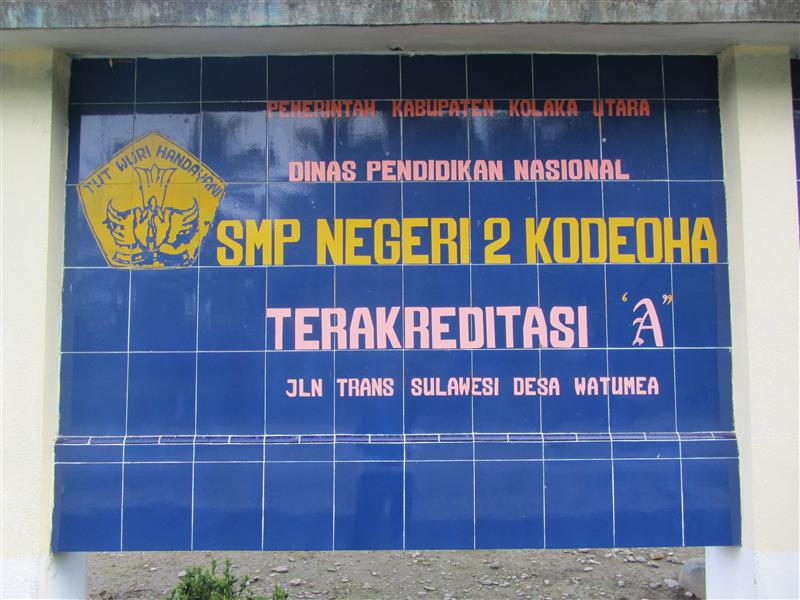 PEMERINTAH KABUPATEN KOLAKA UTARA
DINAS PENDIDIKAN NASIONAL
TUT WURI HANDAYANI
SMP NEGERI 2 KODEOHA
TERAKREDITASI "A"
JLN TRANS SULAWESI DESA WATUMEA